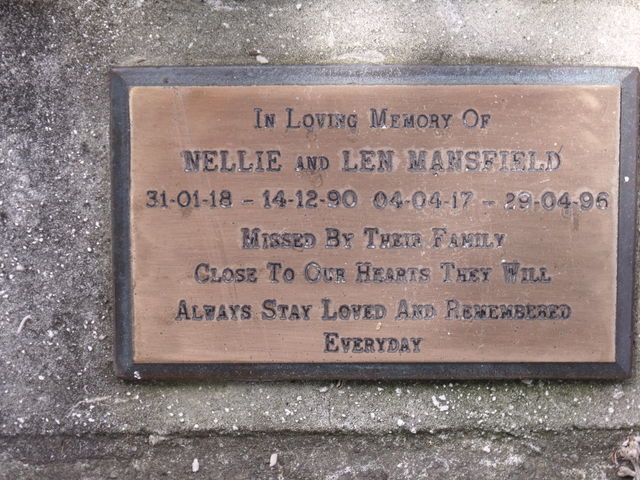 In Loving Memory Of
NELLIE AND LEN MANSFIELD
31-01-18 - 14-12-90 04-04-17 - 29-04-96
Missed By Their Family
Close To Our Hearts They Will
Always Stay Loved And Remembered
Everyday